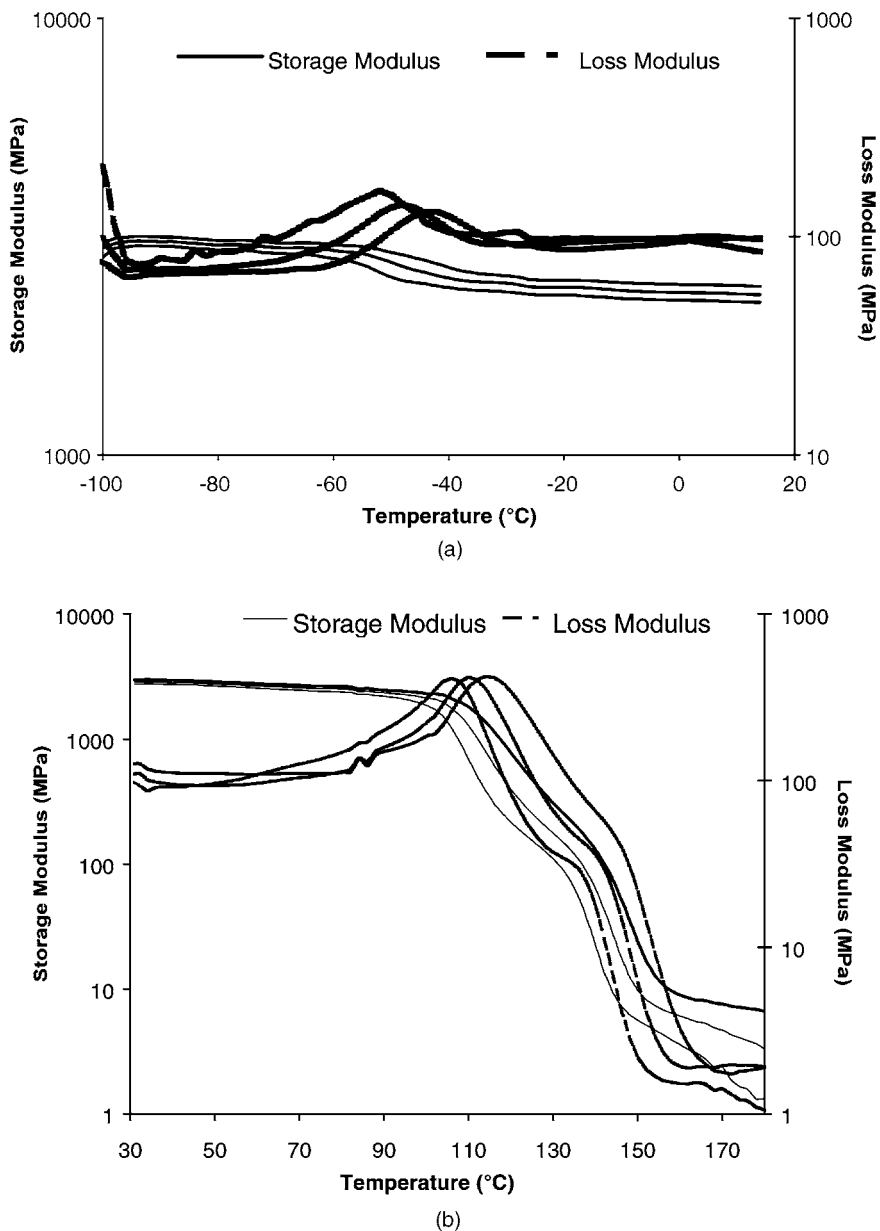 10000
1000
Storage Modulus
Loss Modulus
Storage Modulus (MPa)
100
Loss Modulus (MPa)
1000
10
-100 -80 -60 -40 -20 0 20
Temperature (°C)
(a)
10000
1000
Storage Modulus
Loss Modulus
1000
100
Storage Modulus (MPa)
Loss Modulus (MPa)
100
10
10
1
1
30 50 70 90 110 130 150 170
Temperature (°C)
(b)